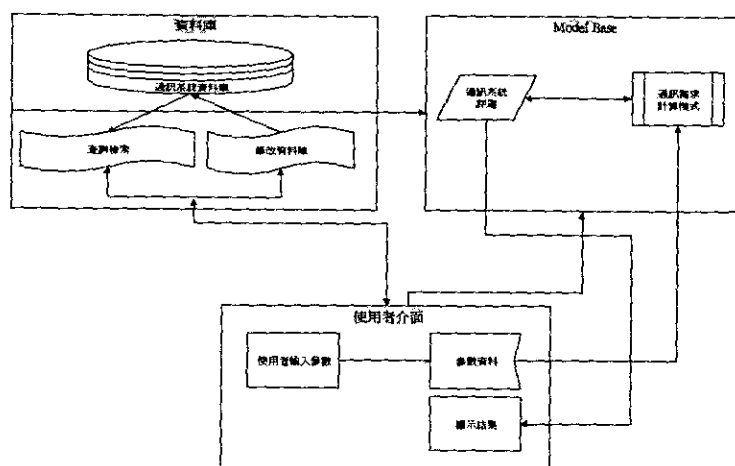 資料庫
Model Base
通訊系統資料庫
通訊系統
評選
通訊需求
計算模式
查詢檢索
修改資料庫
使用者介面
使用者輸入參數
參數資料
顯示結果